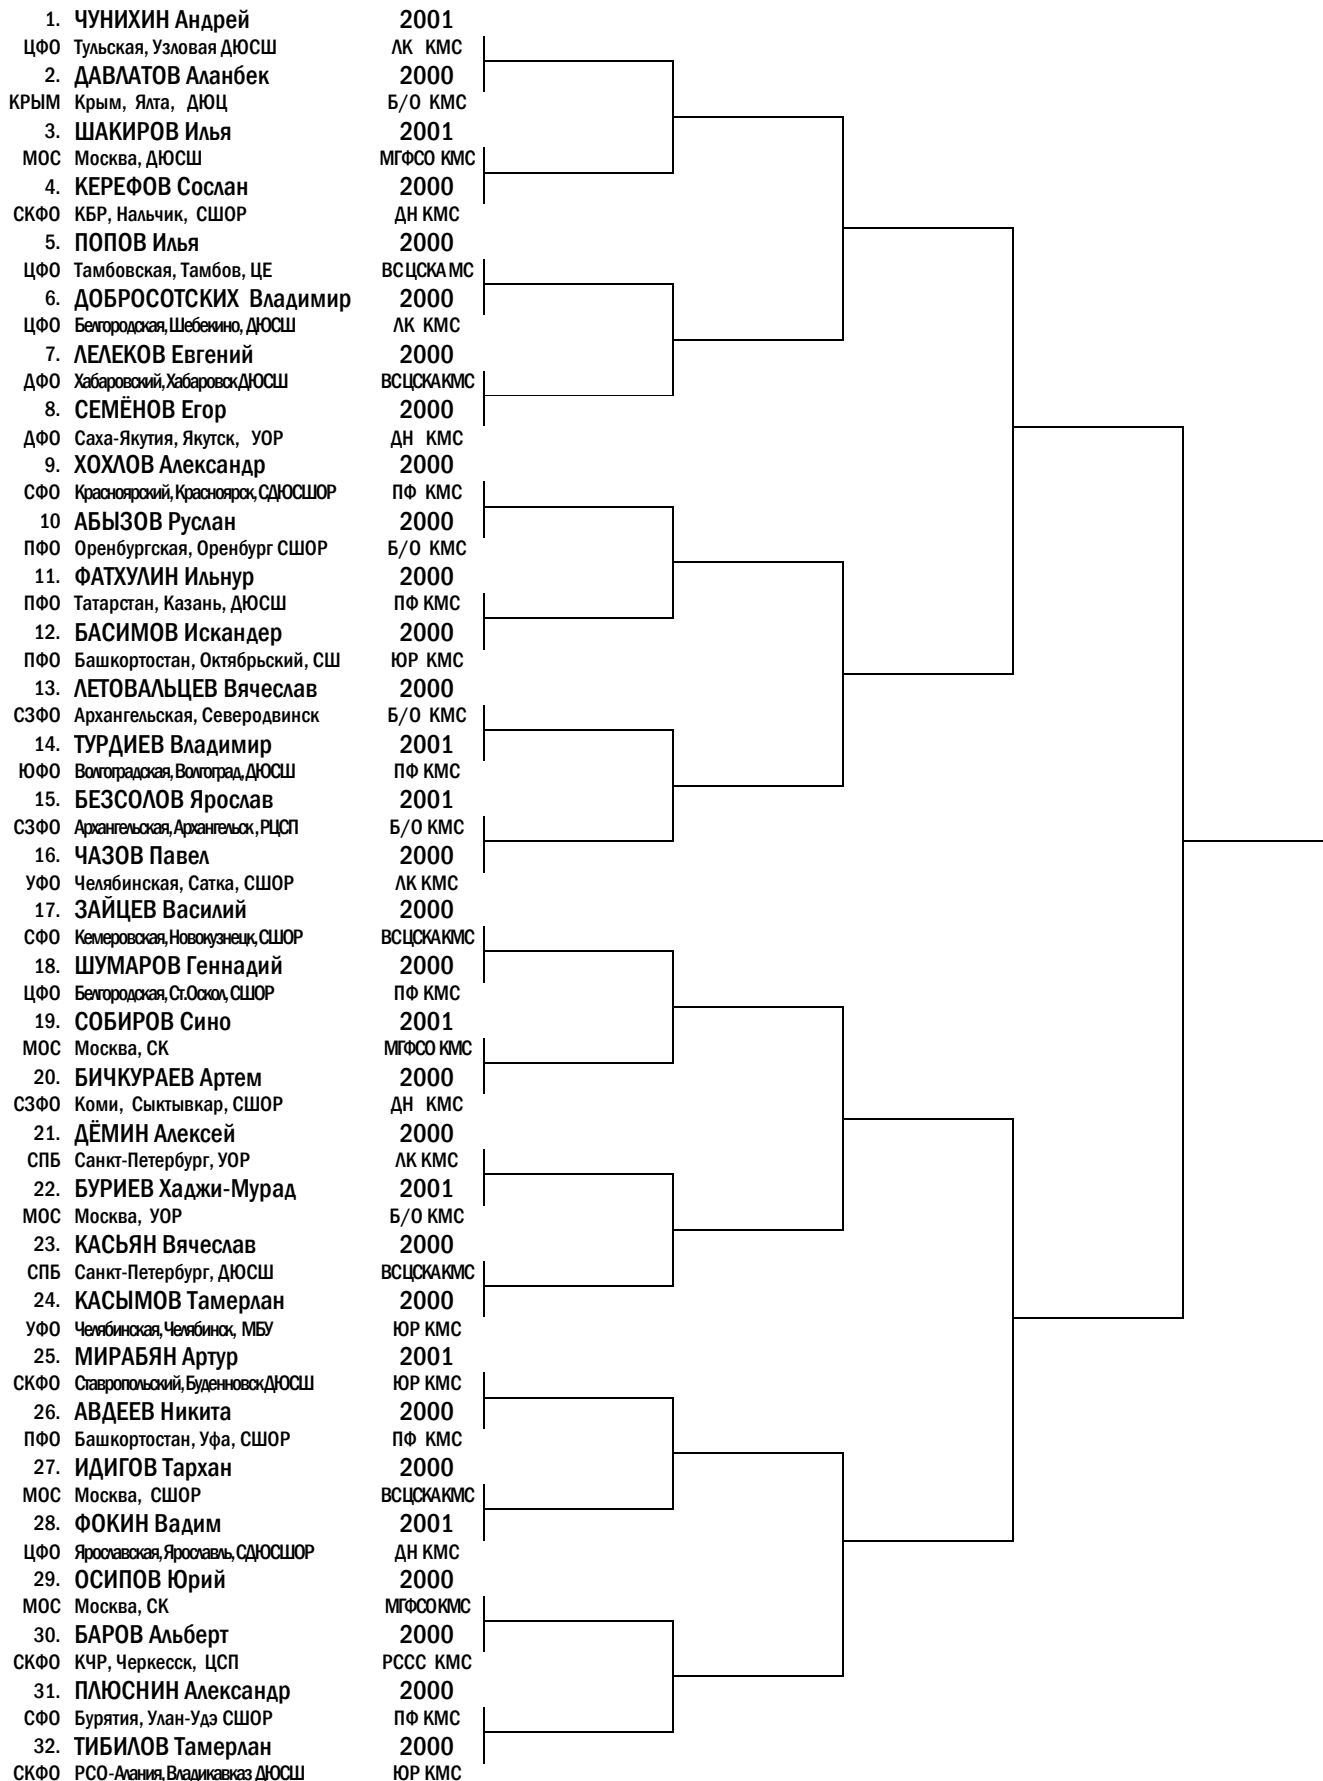 1. ЧУНИХИН Андрей 2001
ЦФО Тульская, Узловая ДЮСШ ЛК КМС
2. ДАВЛАТОВ Аланбек 2000
КРЫМ Крым, Ялта, ДЮЦ Б/О КМС
3. ШАКИРОВ Илья 2001
МОС Москва, ДЮСШ МГФСО КМС
4. КЕРЕФОВ Сослан 2000
СКФО КБР, Нальчик, СШОР ДН КМС
5. ПОПОВ Илья 2000
ЦФО Тамбовская, Тамбов, ЦЕ ВС ЦСКА МС
6. ДОБРОСОТСКИХ Владимир 2000
ЦФО Белгородская, Шебекино, ДЮСШ ЛК КМС
7. ЛЕЛЕКОВ Евгений 2000
ДФО Хабаровский, Хабаровск ДЮСШ ВС ЦСКА КМС
8. СЕМЁНОВ Егор 2000
ДФО Саха-Якутия, Якутск, УОР ДН КМС
9. ХОХЛОВ Александр 2000
СФО Красноярский, Красноярск, СДЮСШОР ПФ КМС
10 АБЫЗОВ Руслан 2000
ПФО Оренбургская, Оренбург СШОР Б/О КМС
11. ФАТХУЛИН Ильнур 2000
ПФО Татарстан, Казань, ДЮСШ ПФ КМС
12. БАСИМОВ Искандер 2000
ПФО Башкортостан, Октябрьский, СШ ЮР КМС
13. ЛЕТОВАЛЬЦЕВ Вячеслав 2000
СЗФО Архангельская, Северодвинск Б/О КМС
14. ТУРДИЕВ Владимир 2001
ЮФО Волгоградская, Волгоград, ДЮСШ ПФ КМС
15. БЕЗСОЛОВ Ярослав 2001
СЗФО Архангельская, Архангельск, РЦСП Б/О КМС
16. ЧАЗОВ Павел 2000
УФО Челябинская, Сатка, СШОР ЛК КМС
17. ЗАЙЦЕВ Василий 2000
СФО Кемеровская, Новокузнецк, СШОР ВС ЦСКА КМС
18. ШУМАРОВ Геннадий 2000
ЦФО Белгородская, Ст.Оскол, СШОР ПФ КМС
19. СОБИРОВ Сино 2001
МОС Москва, СК МГФСО КМС
20. БИЧКУРАЕВ Артем 2000
СЗФО Коми, Сыктывкар, СШОР ДН КМС
21. ДЁМИН Алексей 2000
СПБ Санкт-Петербург, УОР ЛК КМС
22. БУРИЕВ Хаджи-Мурад 2001
МОС Москва, УОР Б/О КМС
23. КАСЬЯН Вячеслав 2000
СПБ Санкт-Петербург, ДЮСШ ВС ЦСКА КМС
24. КАСЫМОВ Тамерлан 2000
УФО Челябинская, Челябинск, МБУ ЮР КМС
25. МИРАБЯН Артур 2001
СКФО Ставропольский, Буденновск ДЮСШ ЮР КМС
26. АВДЕЕВ Никита 2000
ПФО Башкортостан, Уфа, СШОР ПФ КМС
27. ИДИГОВ Тархан 2000
МОС Москва, СШОР ВС ЦСКА КМС
28. ФОКИН Вадим 2001
ЦФО Ярославская, Ярославль, СДЮСШОР ДН КМС
29. ОСИПОВ Юрий 2000
МОС Москва, СК МГФСО КМС
30. БАРОВ Альберт 2000
СКФО КЧР, Черкесск, ЦСП РССС КМС
31. ПЛЮСНИН Александр 2000
СФО Бурятия, Улан-Удэ СШОР ПФ КМС
32. ТИБИЛОВ Тамерлан 2000
СКФО РСО-Алания, Владикавказ ДЮСШ ЮР КМС